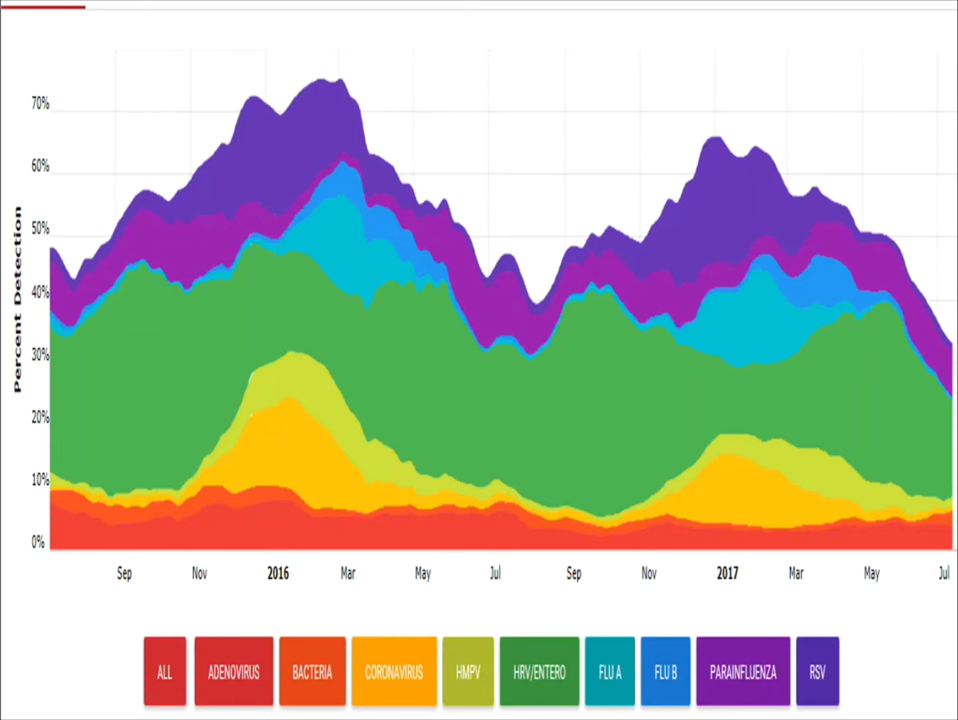 Percent Detection
70%
60%
50%
40%
30%
20%
10%
0%
Sep Nov 2016 Mar May Jul Sep Nov 2017 Mar May Jul
ALL ADENOVIRUS BACTERIA CORONAVIRUS HMPV HRV/ENTERO FLU A FLU B PARAINFLUENZA RSV